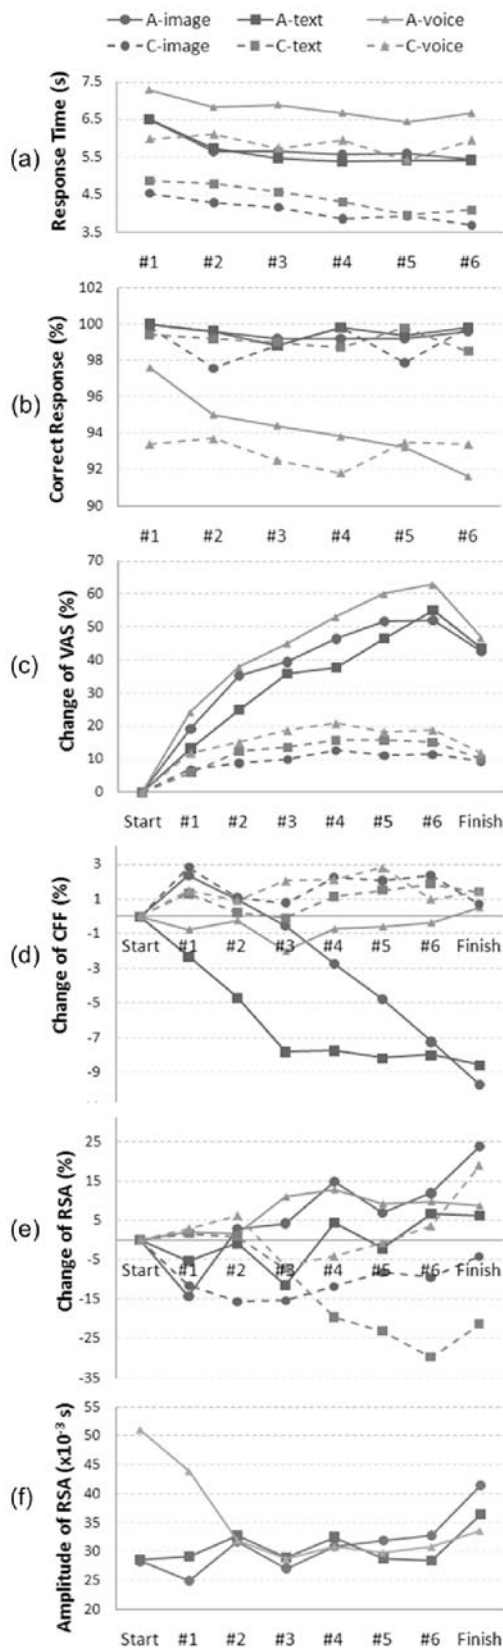 A-image A-text A-voice
C-image C-text C-voice
(a)
Response Time (s)
7.5
6.5
5.5
4.5
3.5
#1 #2 #3 #4 #5 #6
(b)
Correct Response (%)
102
100
98
96
94
92
90
#1 #2 #3 #4 #5 #6
(c)
Change of VAS (%)
70
60
50
40
30
20
10
0
Start #1 #2 #3 #4 #5 #6 Finish
(d)
Change of CFF (%)
3
1
-1
-3
-5
-7
-9
Start #1 #2 #3 #4 #5 #6 Finish
(e)
Change of RSA (%)
25
15
5
-5
-15
-25
-35
Start #1 #2 #3 #4 #5 #6 Finish
(f)
Amplitude of RSA (x10⁻³ s)
55
50
45
40
35
30
25
20
Start #1 #2 #3 #4 #5 #6 Finish